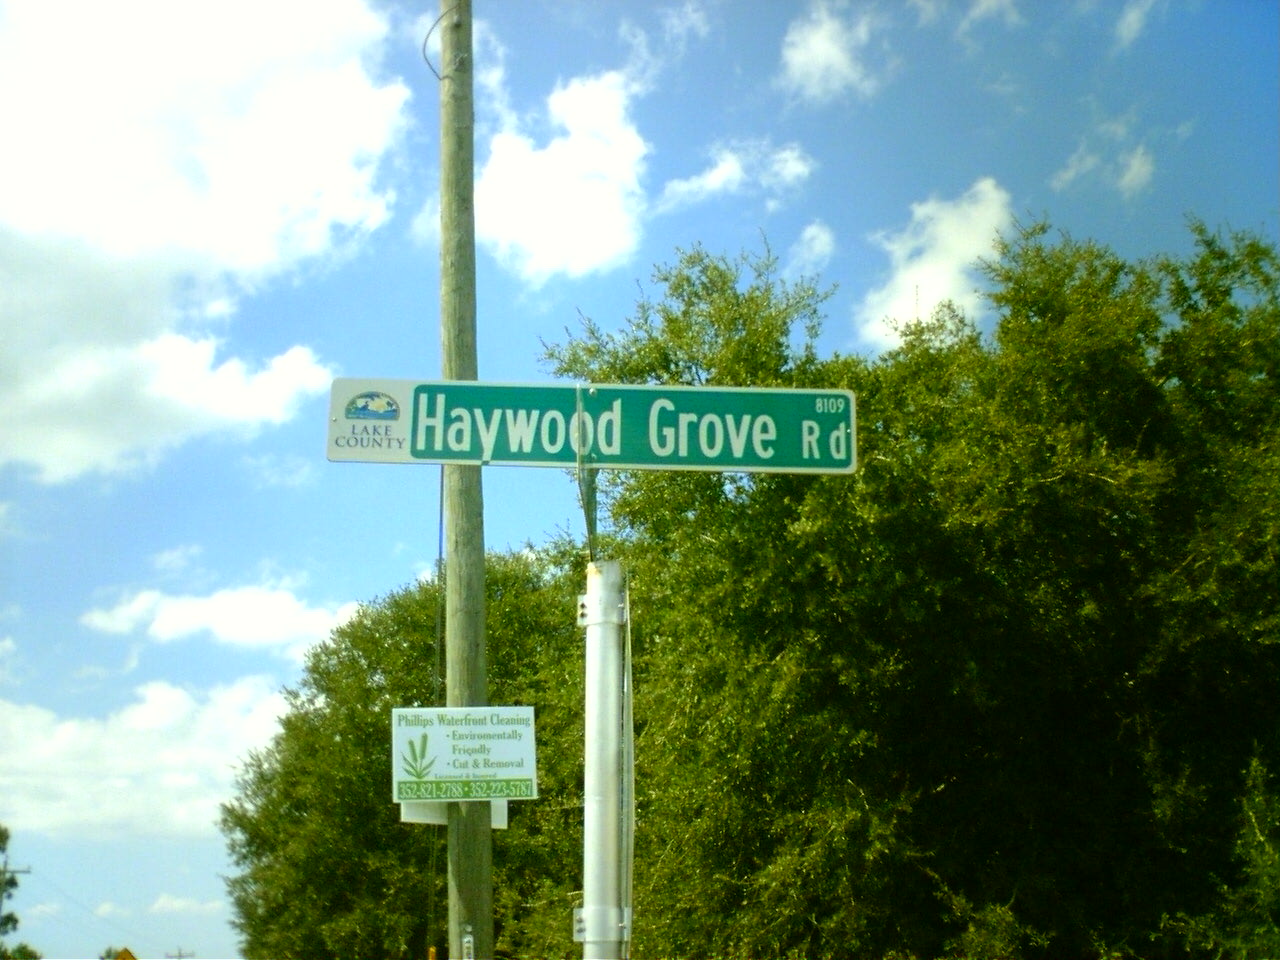 LAKE
COUNTY
Haywood Grove Rd
8109
Phillips Waterfront Cleaning
• Enviromentally
Friendly
• Cut & Removal
Licensed & Insured
352-821-2788 • 352-223-5787